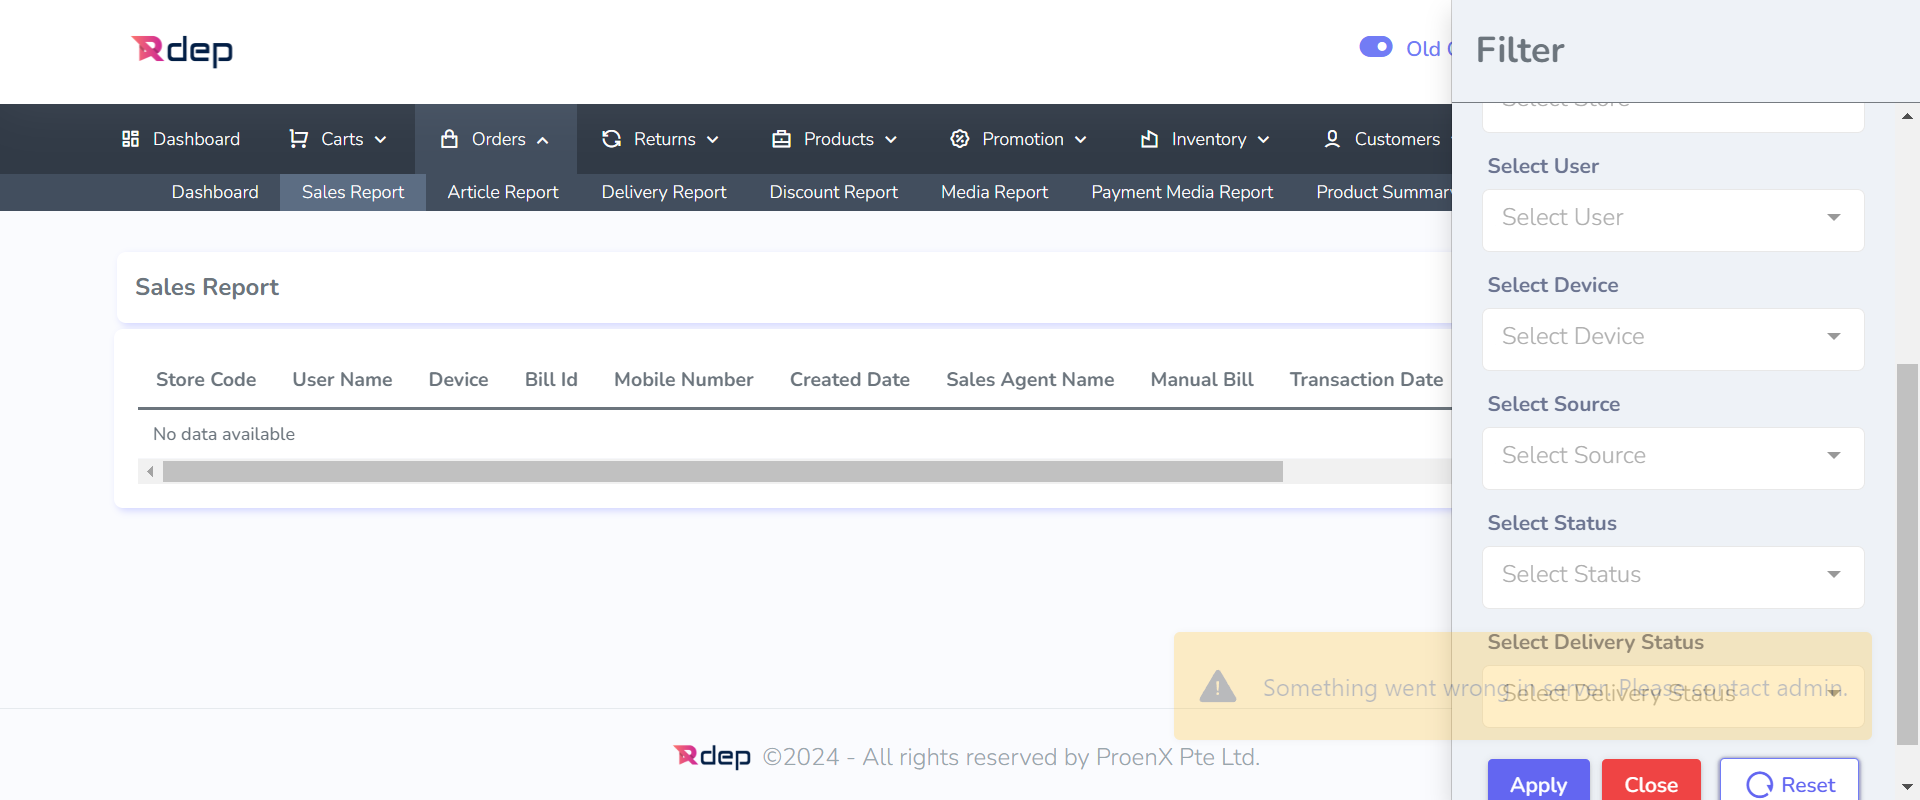 Rdep
Old
Filter
Select Store
Dashboard
Carts
Orders
Returns
Products
Promotion
Inventory
Customers
Dashboard
Sales Report
Article Report
Delivery Report
Discount Report
Media Report
Payment Media Report
Product Summary
Select User
Select User
Sales Report
Select Device
Select Device
Store Code
User Name
Device
Bill Id
Mobile Number
Created Date
Sales Agent Name
Manual Bill
Transaction Date
No data available
Select Source
Select Source
Select Status
Select Status
Select Delivery Status
Select Delivery Status
Something went wrong in server. Please contact admin.
Rdep ©2024 - All rights reserved by ProenX Pte Ltd.
Apply
Close
Reset